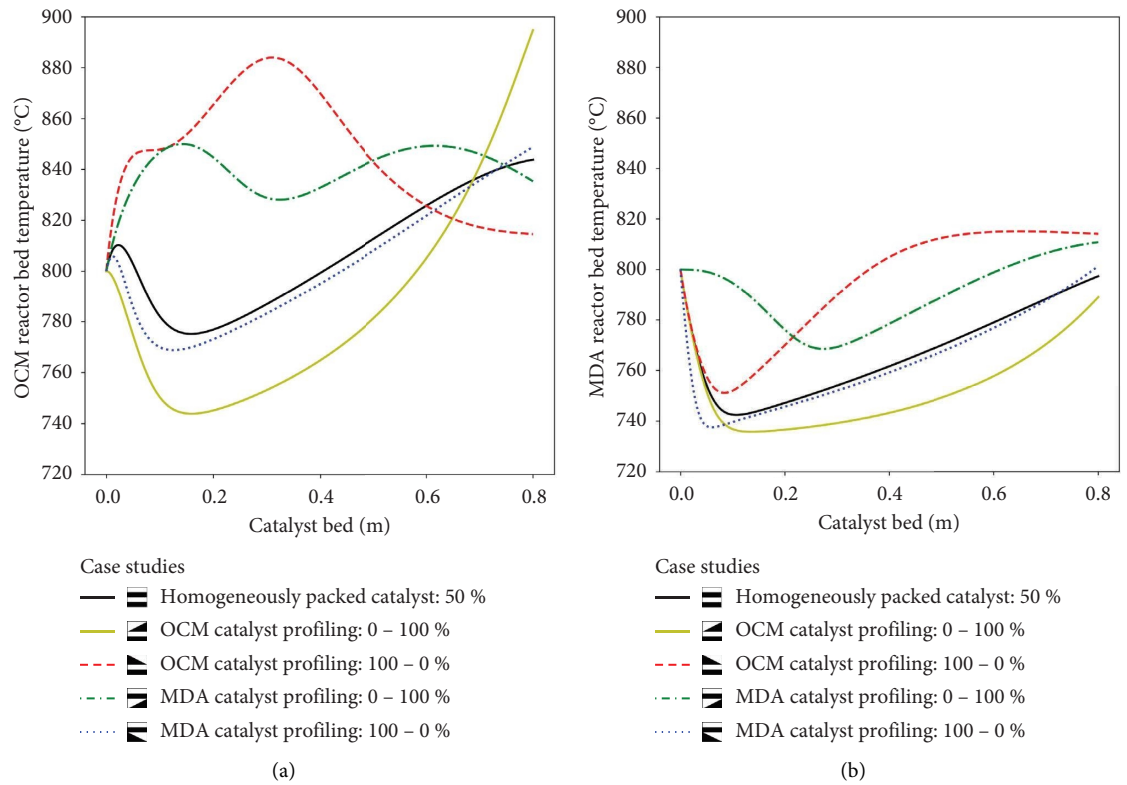 900
880
860
840
820
800
780
760
740
720
OCM reactor bed temperature (°C)
0.0 0.2 0.4 0.6 0.8
Catalyst bed (m)
Case studies
Homogeneously packed catalyst: 50 %
OCM catalyst profiling: 0 – 100 %
OCM catalyst profiling: 100 – 0 %
MDA catalyst profiling: 0 – 100 %
MDA catalyst profiling: 100 – 0 %
(a)
900
880
860
840
820
800
780
760
740
720
MDA reactor bed temperature (°C)
0.0 0.2 0.4 0.6 0.8
Catalyst bed (m)
Case studies
Homogeneously packed catalyst: 50 %
OCM catalyst profiling: 0 – 100 %
OCM catalyst profiling: 100 – 0 %
MDA catalyst profiling: 0 – 100 %
MDA catalyst profiling: 100 – 0 %
(b)